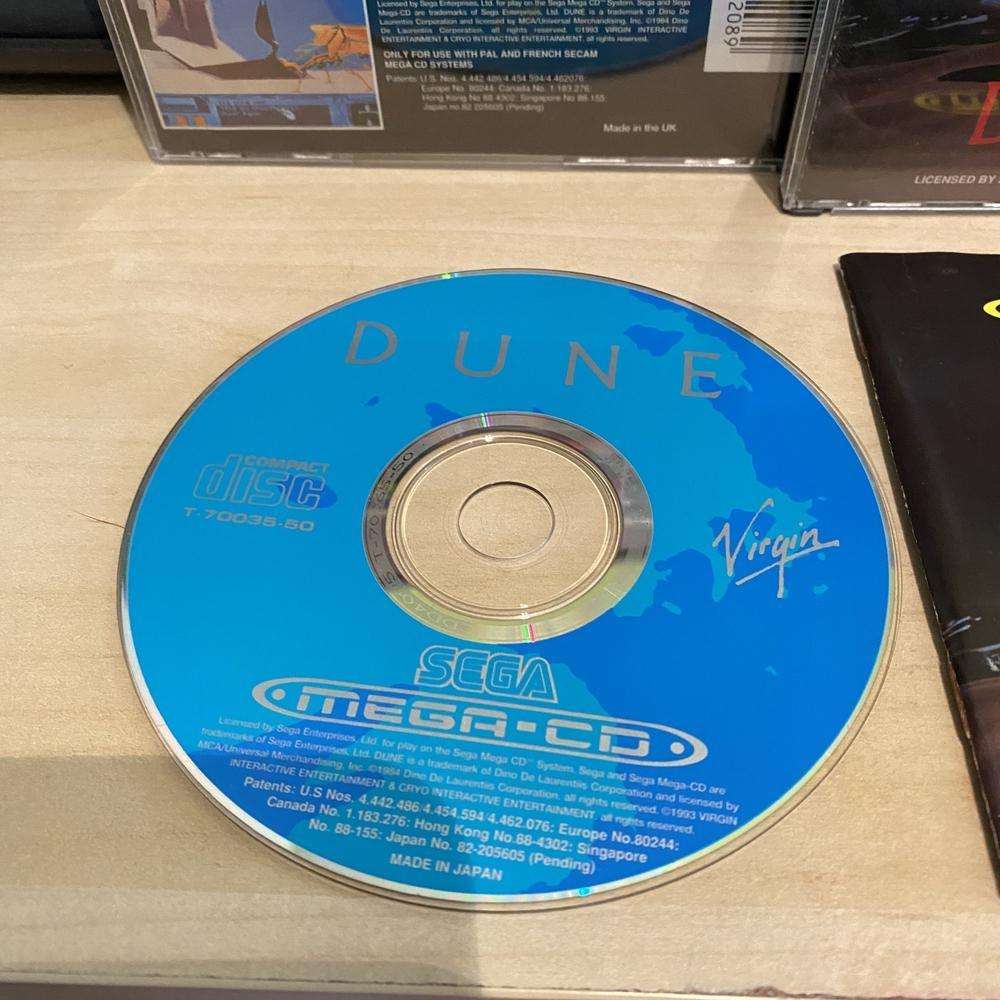 Sega Enterprises, Ltd. for play on the Sega Mega CD™ System. Sega and Sega Mega-CD are
trademarks of Sega Enterprises, Ltd. DUNE is a trademark of Dino De
Laurentiis Corporation and licensed by MCA/Universal Merchandising, Inc. ©1984 Dino
De Laurentiis Corporation. all rights reserved. ©1993 VIRGIN INTERACTIVE
ENTERTAINMENT & CRYO INTERACTIVE ENTERTAINMENT. all rights reserved.
ONLY FOR USE WITH PAL AND FRENCH SECAM
MEGA CD SYSTEMS
Patents: U.S. Nos. 4.442.486/4.454.594/4.462076
Europe No. 80244: Canada No. 1.183.276:
Hong Kong No 88-4302: Singapore No 88-155:
Japan no.82-205605 (Pending)
Made in the UK
2089
LICENSED BY
DUNE
COMPACT
disc
T-70035-50
Virgin
SEGA
MEGA-CD
Licensed by Sega Enterprises, Ltd. for play on the Sega Mega CD™ System. Sega and Sega Mega-CD are
trademarks of Sega Enterprises, Ltd. DUNE is a trademark of Dino De Laurentiis Corporation and licensed by
MCA/Universal Merchandising, Inc. ©1984 Dino De Laurentiis Corporation. all rights reserved. ©1993 VIRGIN
INTERACTIVE ENTERTAINMENT & CRYO INTERACTIVE ENTERTAINMENT. all rights reserved.
Patents: U.S Nos. 4.442.486/4.454.594/4.462.076: Europe No.80244:
Canada No. 1.183.276: Hong Kong No.88-4302: Singapore
No. 88-155: Japan No. 82-205605 (Pending)
MADE IN JAPAN